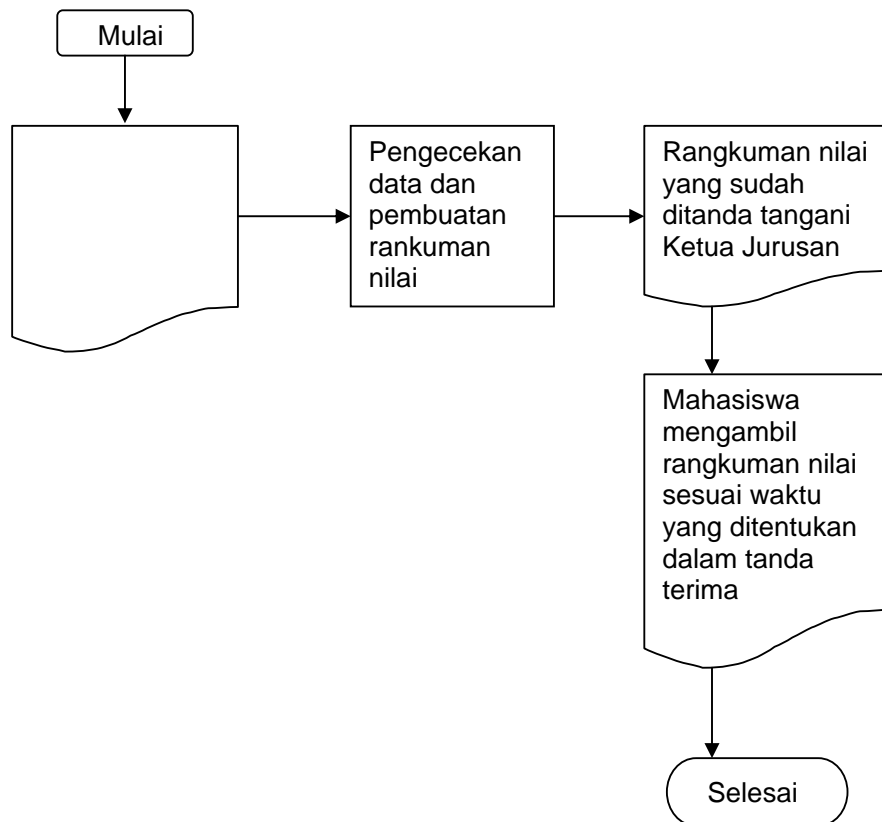 Mulai
Pengecekan
data dan
pembuatan
rankuman
nilai
Rangkuman nilai
yang sudah
ditanda tangani
Ketua Jurusan
Mahasiswa
mengambil
rangkuman nilai
sesuai waktu
yang ditentukan
dalam tanda
terima
Selesai